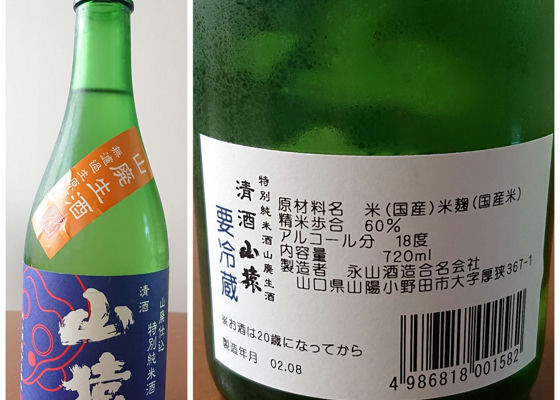 山廃生酒
無濾過生原酒
山廃仕込
特別純米酒
清酒
山猿
特別純米酒山廃生酒
清酒 山猿
要冷蔵
原材料名 米(国産)米麹(国産米)
精米歩合 60%
アルコール分 18度
内容量 720ml
製造者 永山酒造合名会社
山口県山陽小野田市大字厚狭367-1
※お酒は20歳になってから
製造年月 02.08
4 986818 001582